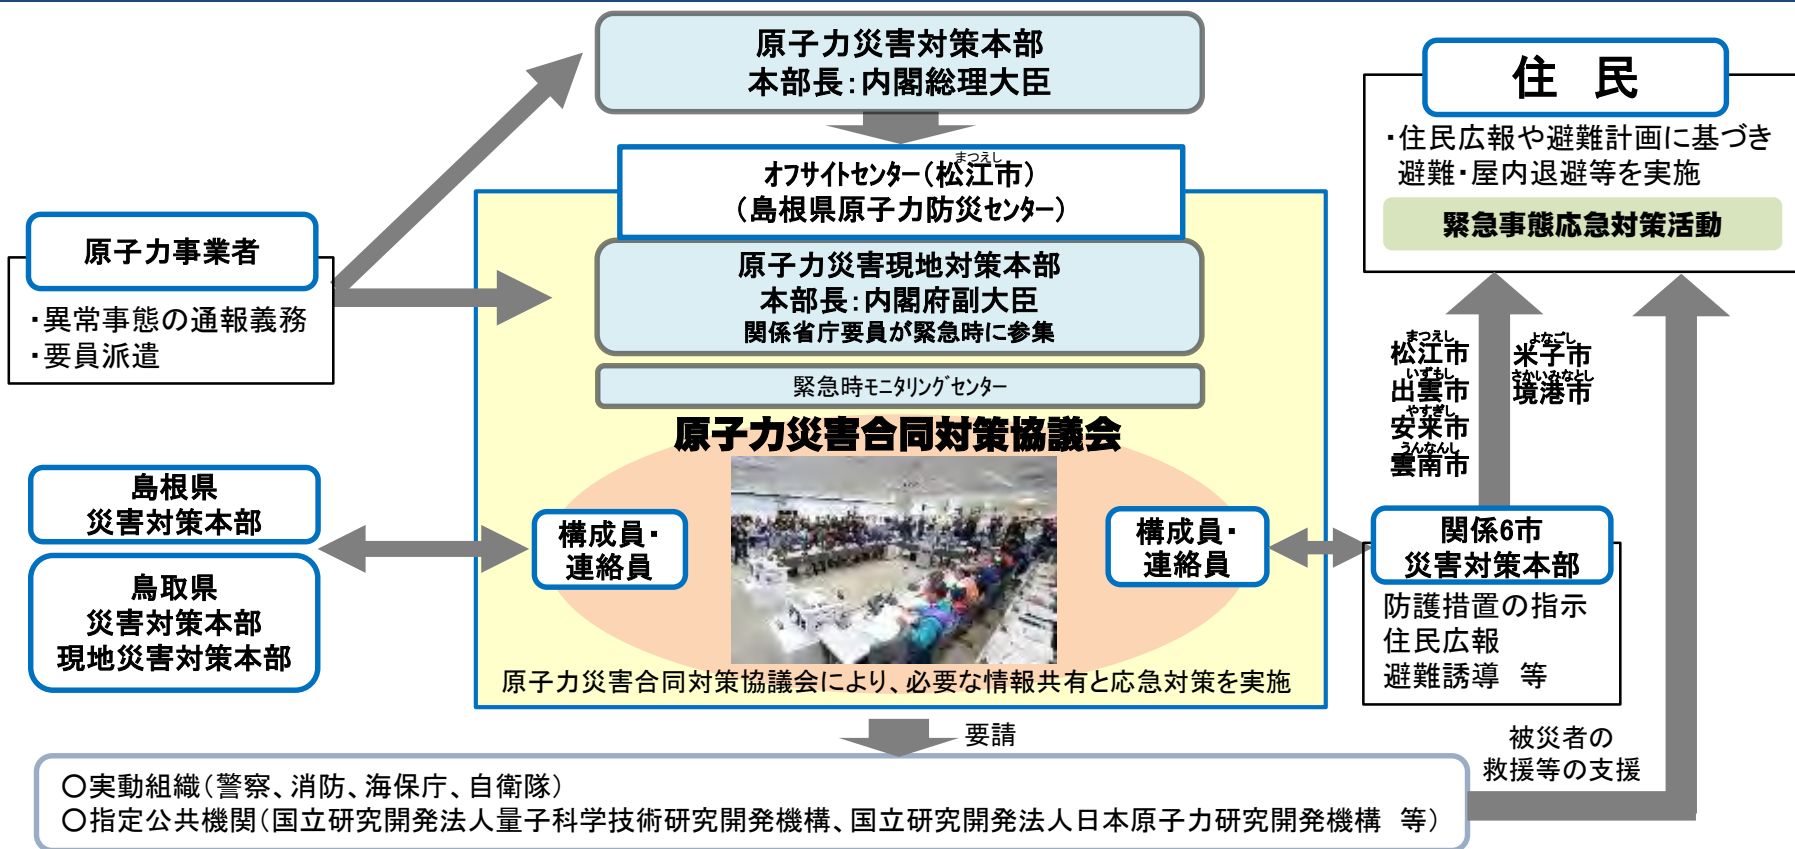 原子力災害対策本部
本部長：内閣総理大臣
まつえし
オフサイトセンター（松江市）
（島根県原子力防災センター）
原子力災害現地対策本部
本部長：内閣府副大臣
関係省庁要員が緊急時に参集
緊急時モニタリングセンター
原子力災害合同対策協議会
構成員・
連絡員
構成員・
連絡員
原子力災害合同対策協議会により、必要な情報共有と応急対策を実施
原子力事業者
・異常事態の通報義務
・要員派遣
島根県
災害対策本部
鳥取県
災害対策本部
現地災害対策本部
住　民
・住民広報や避難計画に基づき
避難・屋内退避等を実施
緊急事態応急対策活動
まつえし
松江市
いずもし
出雲市
やすぎし
安来市
うんなんし
雲南市
よなごし
米子市
さかいみなとし
境港市
関係6市
災害対策本部
防護措置の指示
住民広報
避難誘導　等
要請
被災者の
救援等の支援
〇実動組織（警察、消防、海保庁、自衛隊）
〇指定公共機関（国立研究開発法人量子科学技術研究開発機構、国立研究開発法人日本原子力研究開発機構　等）